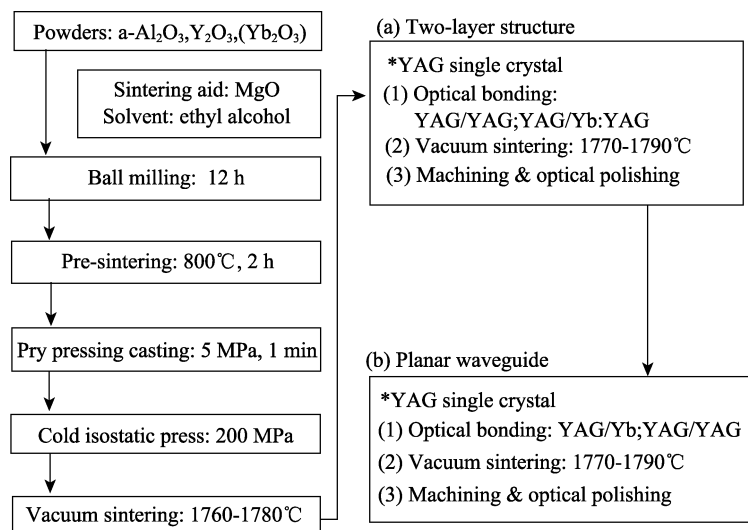 Powders: a-Al₂O₃,Y₂O₃,(Yb₂O₃)
Sintering aid: MgO
Solvent: ethyl alcohol
Ball milling: 12 h
Pre-sintering: 800℃, 2 h
Pry pressing casting: 5 MPa, 1 min
Cold isostatic press: 200 MPa
Vacuum sintering: 1760-1780℃
(a) Two-layer structure
*YAG single crystal
(1) Optical bonding:
YAG/YAG;YAG/Yb:YAG
(2) Vacuum sintering: 1770-1790℃
(3) Machining & optical polishing
(b) Planar waveguide
*YAG single crystal
(1) Optical bonding: YAG/Yb;YAG/YAG
(2) Vacuum sintering: 1770-1790℃
(3) Machining & optical polishing